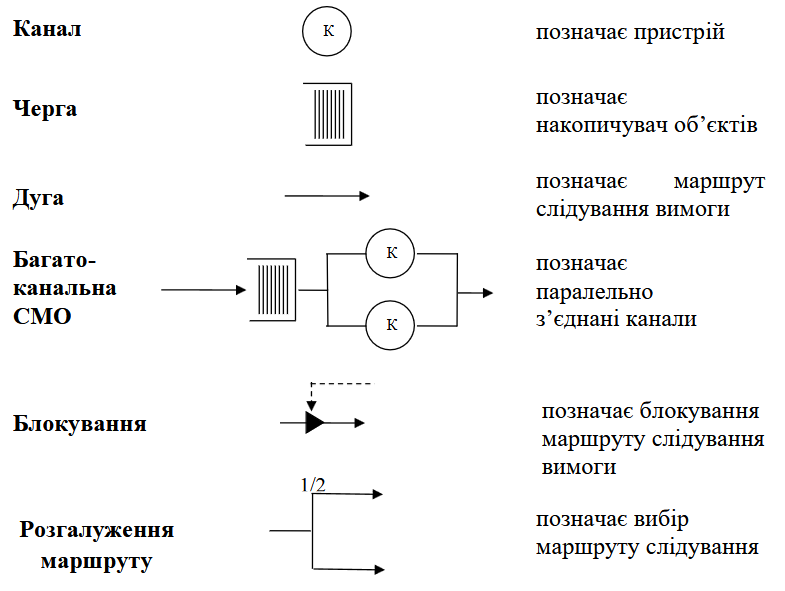 Канал
К
позначає пристрій
Черга
позначає
накопичувач об’єктів
Дуга
позначає маршрут
слідування вимоги
Багато-
канальна
СМО
К
К
позначає
паралельно
з’єднані канали
Блокування
позначає блокування
маршруту слідування
вимоги
1/2
Розгалуження
маршруту
позначає вибір
маршруту слідування